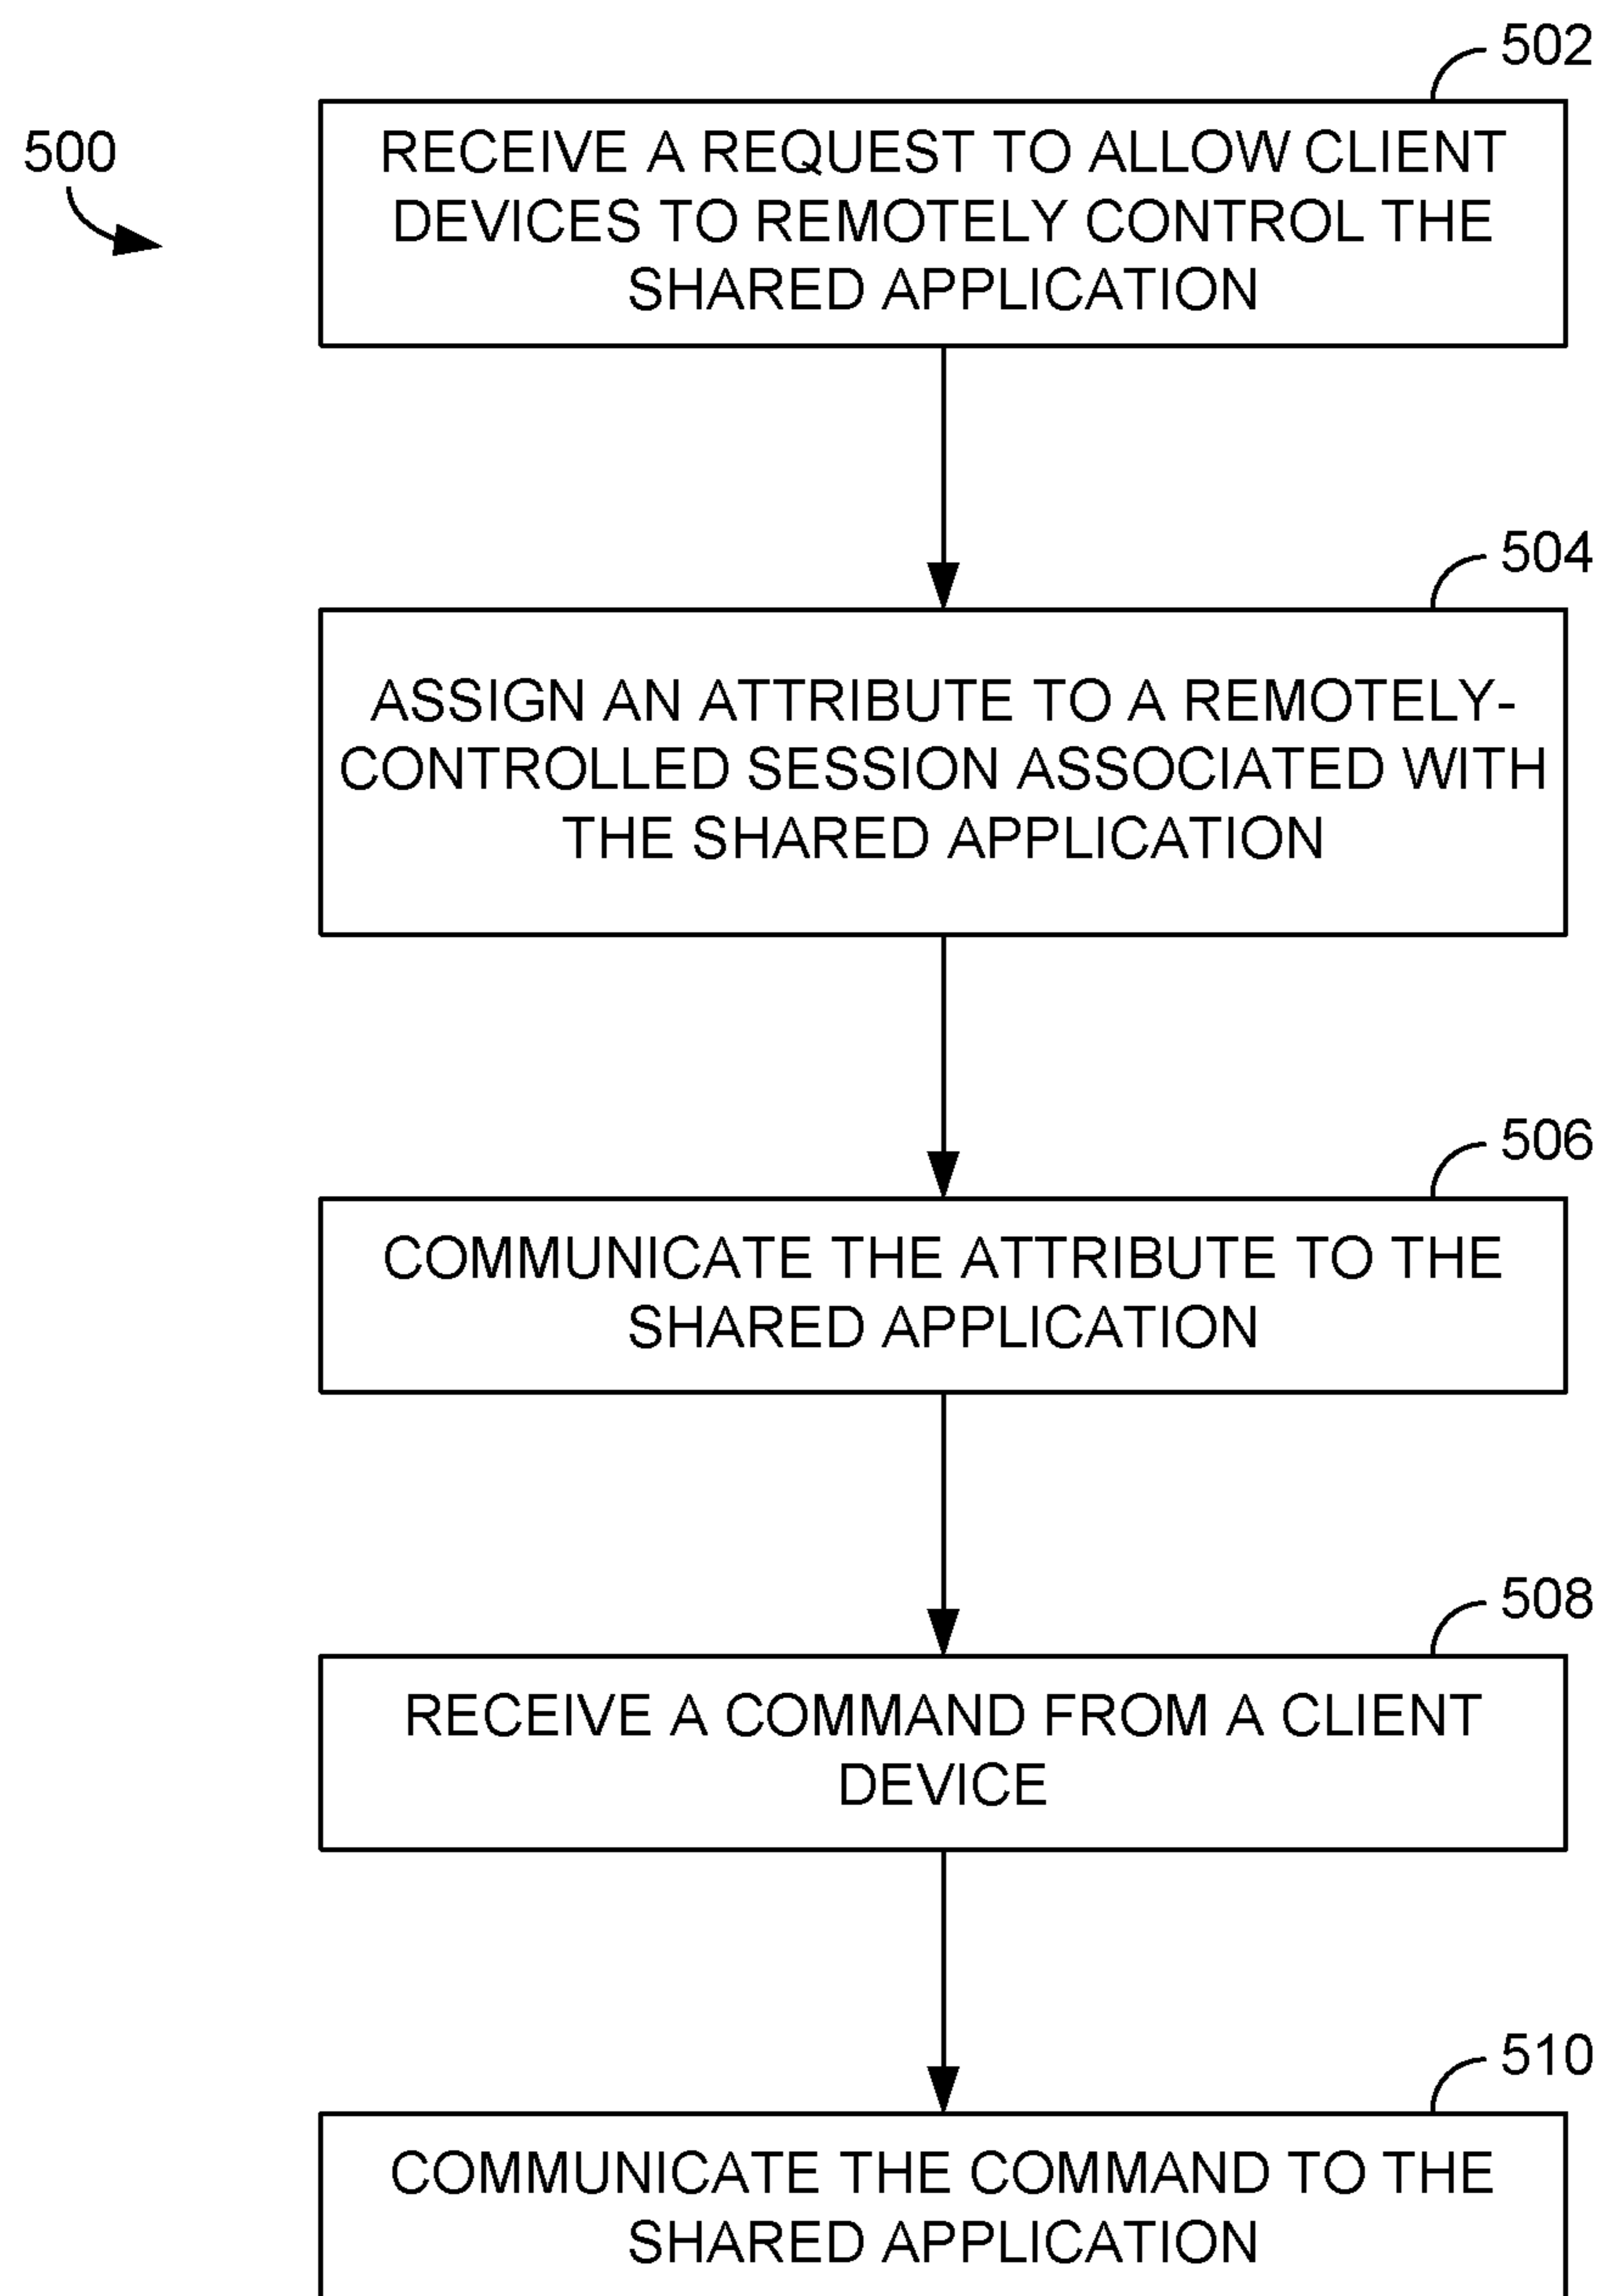 502
500
RECEIVE A REQUEST TO ALLOW CLIENT
DEVICES TO REMOTELY CONTROL THE
SHARED APPLICATION
504
ASSIGN AN ATTRIBUTE TO A REMOTELY-
CONTROLLED SESSION ASSOCIATED WITH
THE SHARED APPLICATION
506
COMMUNICATE THE ATTRIBUTE TO THE
SHARED APPLICATION
508
RECEIVE A COMMAND FROM A CLIENT
DEVICE
510
COMMUNICATE THE COMMAND TO THE
SHARED APPLICATION